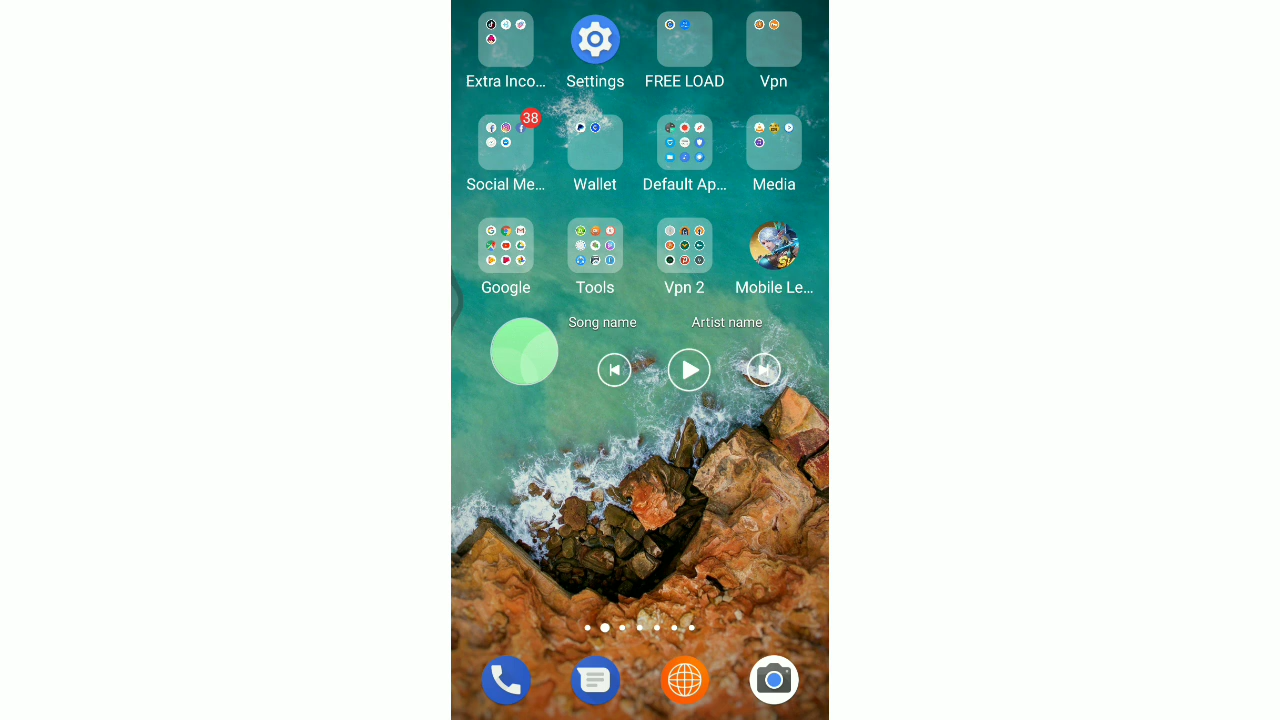 Extra Inco... Settings FREE LOAD Vpn
38
Social Me... Wallet Default Ap... Media
Google Tools Vpn 2 Mobile Le...
Song name Artist name